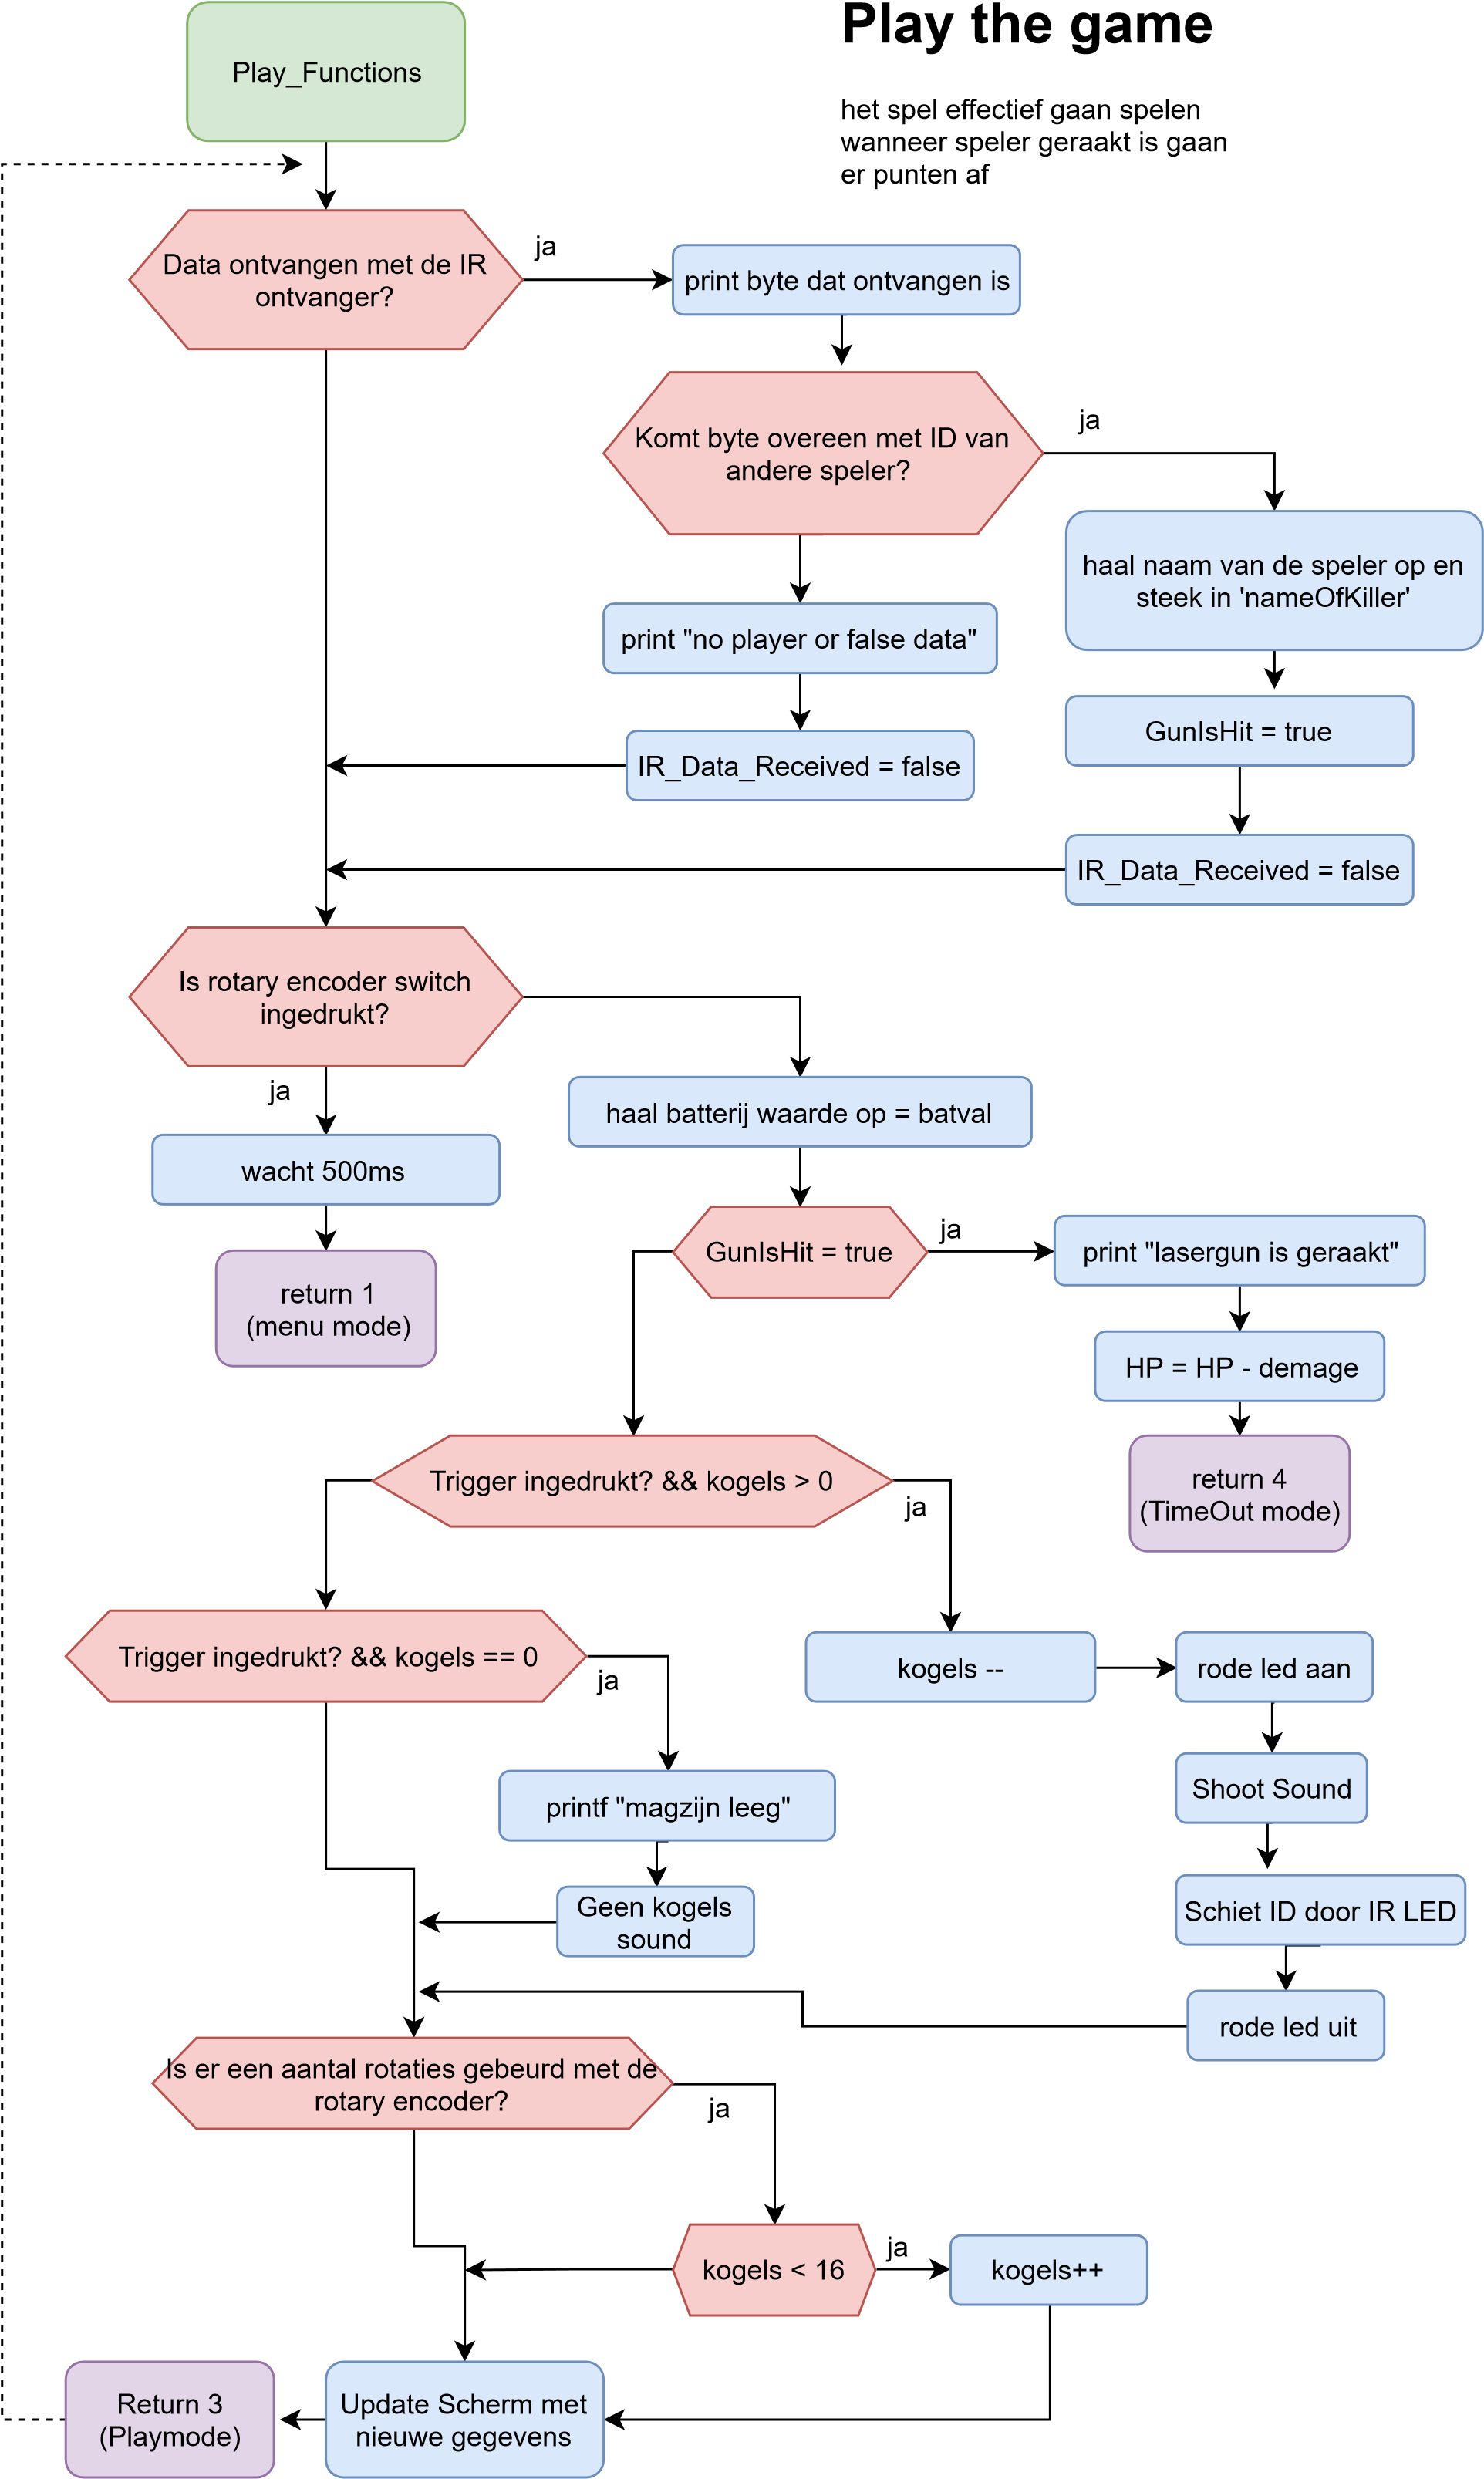 Play the game
het spel effectief gaan spelen
wanneer speler geraakt is gaan
er punten af
Play_Functions
Data ontvangen met de IR
ontvanger?
ja
print byte dat ontvangen is
Komt byte overeen met ID van
andere speler?
ja
haal naam van de speler op en
steek in 'nameOfKiller'
print "no player or false data"
GunIsHit = true
IR_Data_Received = false
IR_Data_Received = false
Is rotary encoder switch
ingedrukt?
ja
wacht 500ms
return 1
(menu mode)
haal batterij waarde op = batval
GunIsHit = true
ja
print "lasergun is geraakt"
HP = HP - demage
return 4
(TimeOut mode)
Trigger ingedrukt? && kogels > 0
ja
Trigger ingedrukt? && kogels == 0
ja
kogels --
rode led aan
Shoot Sound
printf "magzijn leeg"
Geen kogels
sound
Schiet ID door IR LED
rode led uit
Is er een aantal rotaties gebeurd met de
rotary encoder?
ja
kogels < 16
ja
kogels++
Update Scherm met
nieuwe gegevens
Return 3
(Playmode)